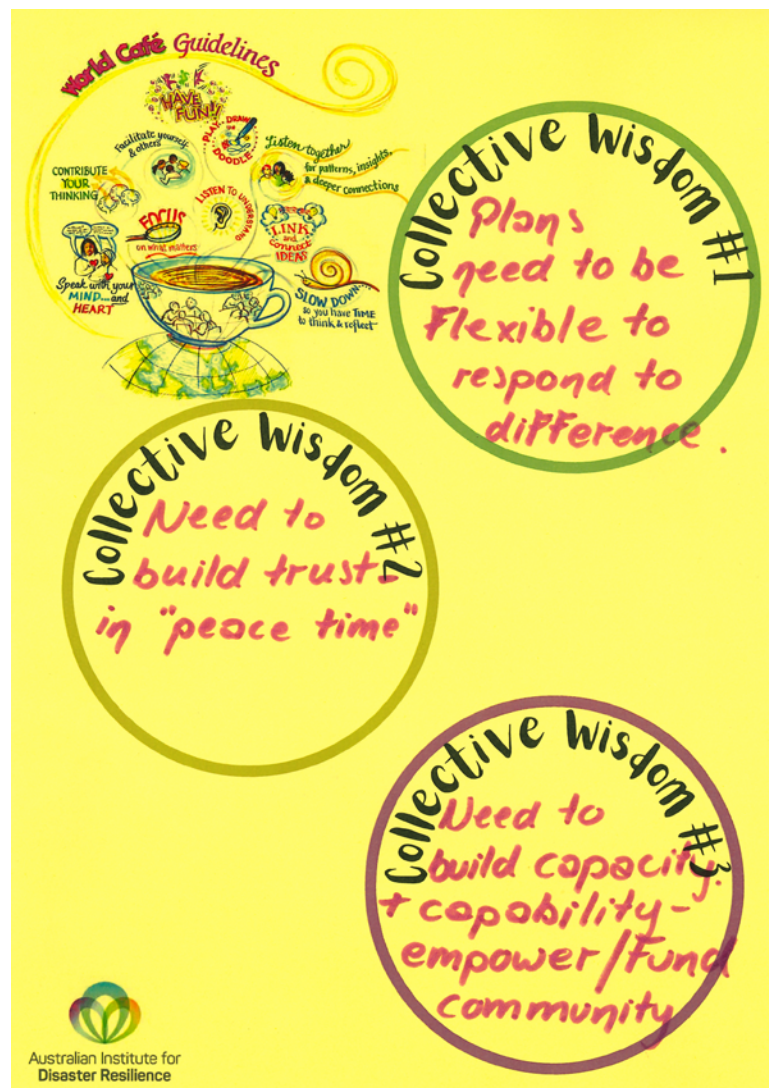 World Café Guidelines
HAVE
FUN!!
Facilitate yourself
& others
PLAY, DRAW
DOODLE
Listen together
for patterns, insights,
& deeper connections
CONTRIBUTE
YOUR
THINKING
FOCUS
on what matters
LISTEN TO UNDERSTAND
LINK
and
connect
IDEAS
Speak with your
MIND... and
HEART
SLOW DOWN...
so you have TIME
to think & reflect
Collective Wisdom #1
Plans
need to be
Flexible to
respond to
difference.
Collective Wisdom #2
Need to
build trust
in "peace time"
Collective Wisdom #3
Need to
build capacity
+ capability-
empower/Fund
community
Australian Institute for
Disaster Resilience